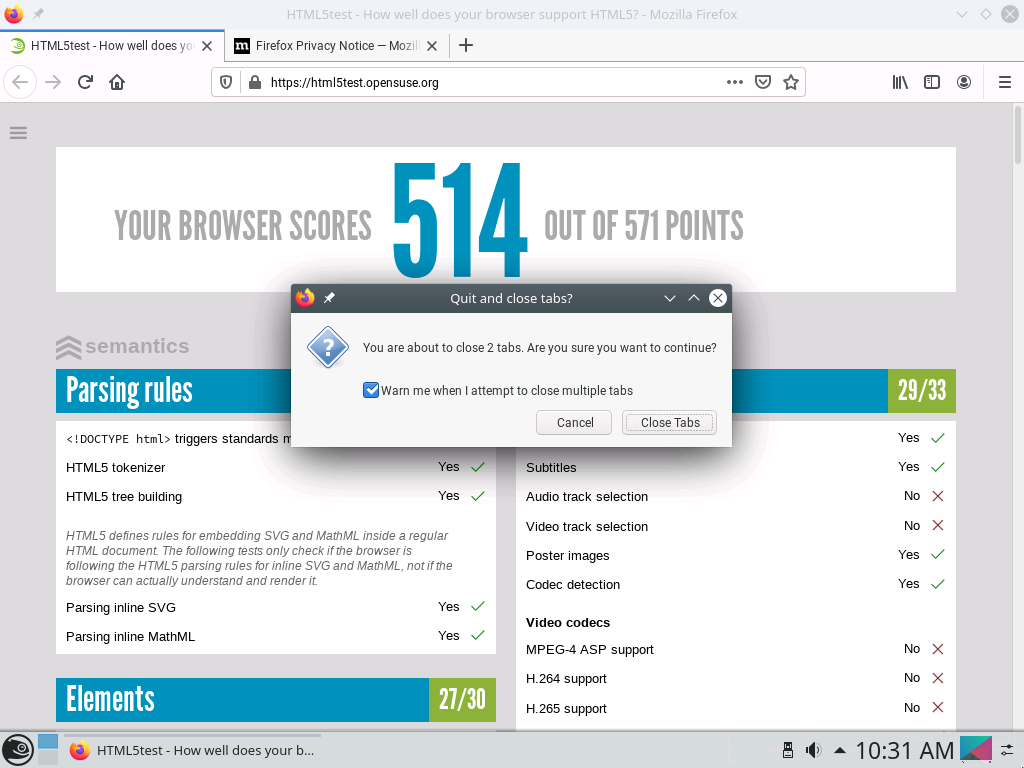 HTML5test - How well does your browser support HTML5? - Mozilla Firefox
HTML5test - How well does yo
Firefox Privacy Notice — Mozil
https://html5test.opensuse.org
YOUR BROWSER SCORES 514 OUT OF 571 POINTS
Quit and close tabs?
You are about to close 2 tabs. Are you sure you want to continue?
Warn me when I attempt to close multiple tabs
Cancel
Close Tabs
semantics
Parsing rules
<!DOCTYPE html> triggers standards m
HTML5 tokenizer Yes
HTML5 tree building Yes
HTML5 defines rules for embedding SVG and MathML inside a regular
HTML document. The following tests only check if the browser is
following the HTML5 parsing rules for inline SVG and MathML, not if the
browser can actually understand and render it.
Parsing inline SVG Yes
Parsing inline MathML Yes
Elements 27/30
29/33
Yes
Subtitles Yes
Audio track selection No
Video track selection No
Poster images Yes
Codec detection Yes
Video codecs
MPEG-4 ASP support No
H.264 support No
H.265 support No
HTML5test - How well does your b...
10:31 AM